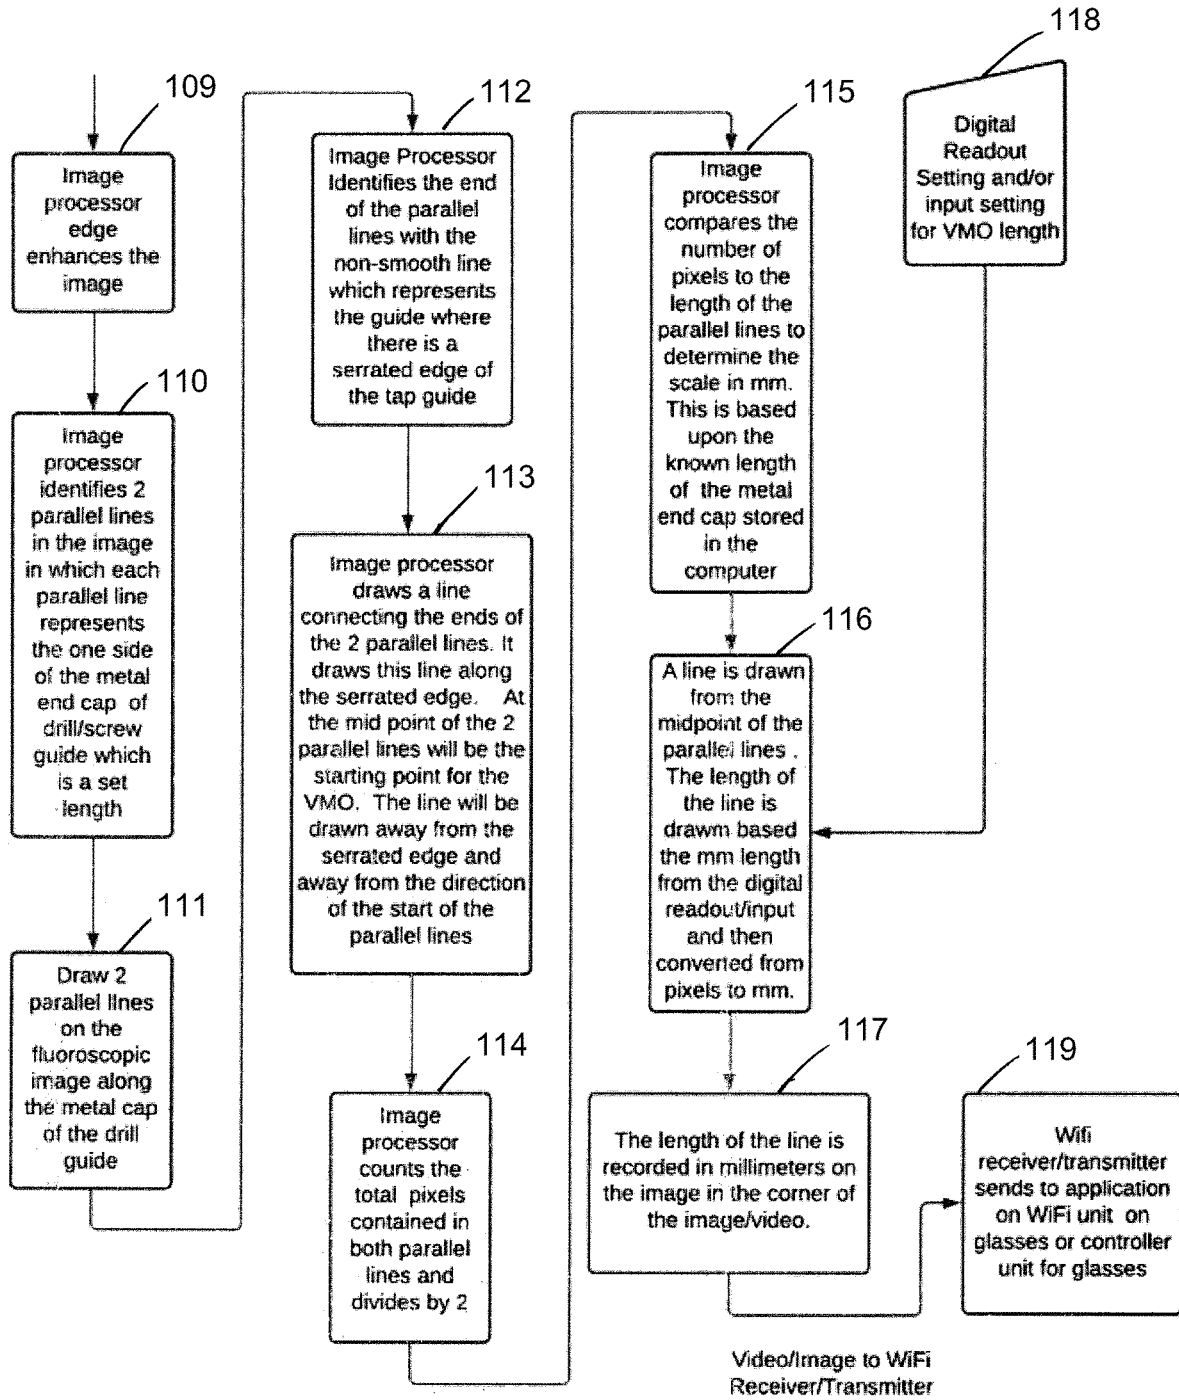 109
Image
processor
edge
enhances the
image
110
Image
processor
identifies 2
parallel lines
in the image
in which each
parallel line
represents
the one side
of the metal
end cap of
drill/screw
guide which
is a set
length
111
Draw 2
parallel lines
on the
fluoroscopic
image along
the metal cap
of the drill
guide
112
Image Processor
Identifies the end
of the parallel
lines with the
non-smooth line
which represents
the guide where
there is a
serrated edge of
the tap guide
113
Image processor
draws a line
connecting the ends of
the 2 parallel lines. It
draws this line along
the serrated edge. At
the mid point of the 2
parallel lines will be the
starting point for the
VMO. The line will be
drawn away from the
serrated edge and
away from the direction
of the start of the
parallel lines
114
Image
processor
counts the
total pixels
contained in
both parallel
lines and
divides by 2
115
Image
processor
compares the
number of
pixels to the
length of the
parallel lines to
determine the
scale in mm.
This is based
upon the
known length
of the metal
end cap stored
in the
computer
116
A line is drawn
from the
midpoint of the
parallel lines .
The length of
the line is
drawm based
the mm length
from the digital
readout/input
and then
converted from
pixels to mm.
117
The length of the line is
recorded in millimeters on
the image in the corner of
the image/video.
118
Digital
Readout
Setting and/or
input setting
for VMO length
119
Wifi
receiver/transmitter
sends to application
on WiFi unit on
glasses or controller
unit for glasses
Video/Image to WiFi
Receiver/Transmitter